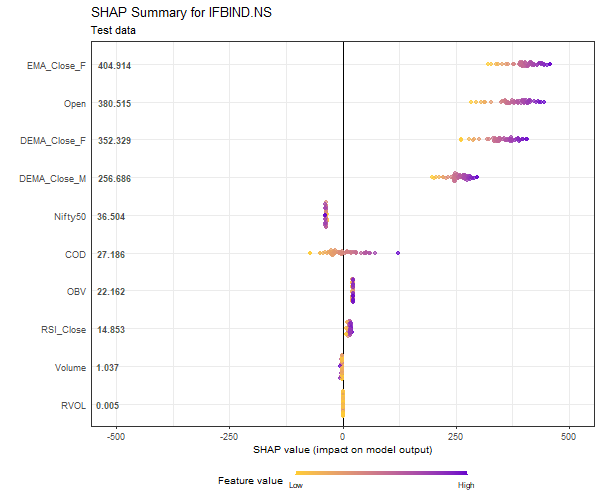 SHAP Summary for IFBIND.NS
Test data
EMA_Close_F 404.914
Open 380.515
DEMA_Close_F 352.329
DEMA_Close_M 256.686
Nifty50 36.504
COD 27.186
OBV 22.162
RSI_Close 14.853
Volume 1.037
RVOL 0.005
-500 -250 0 250 500
SHAP value (impact on model output)
Feature value
Low High